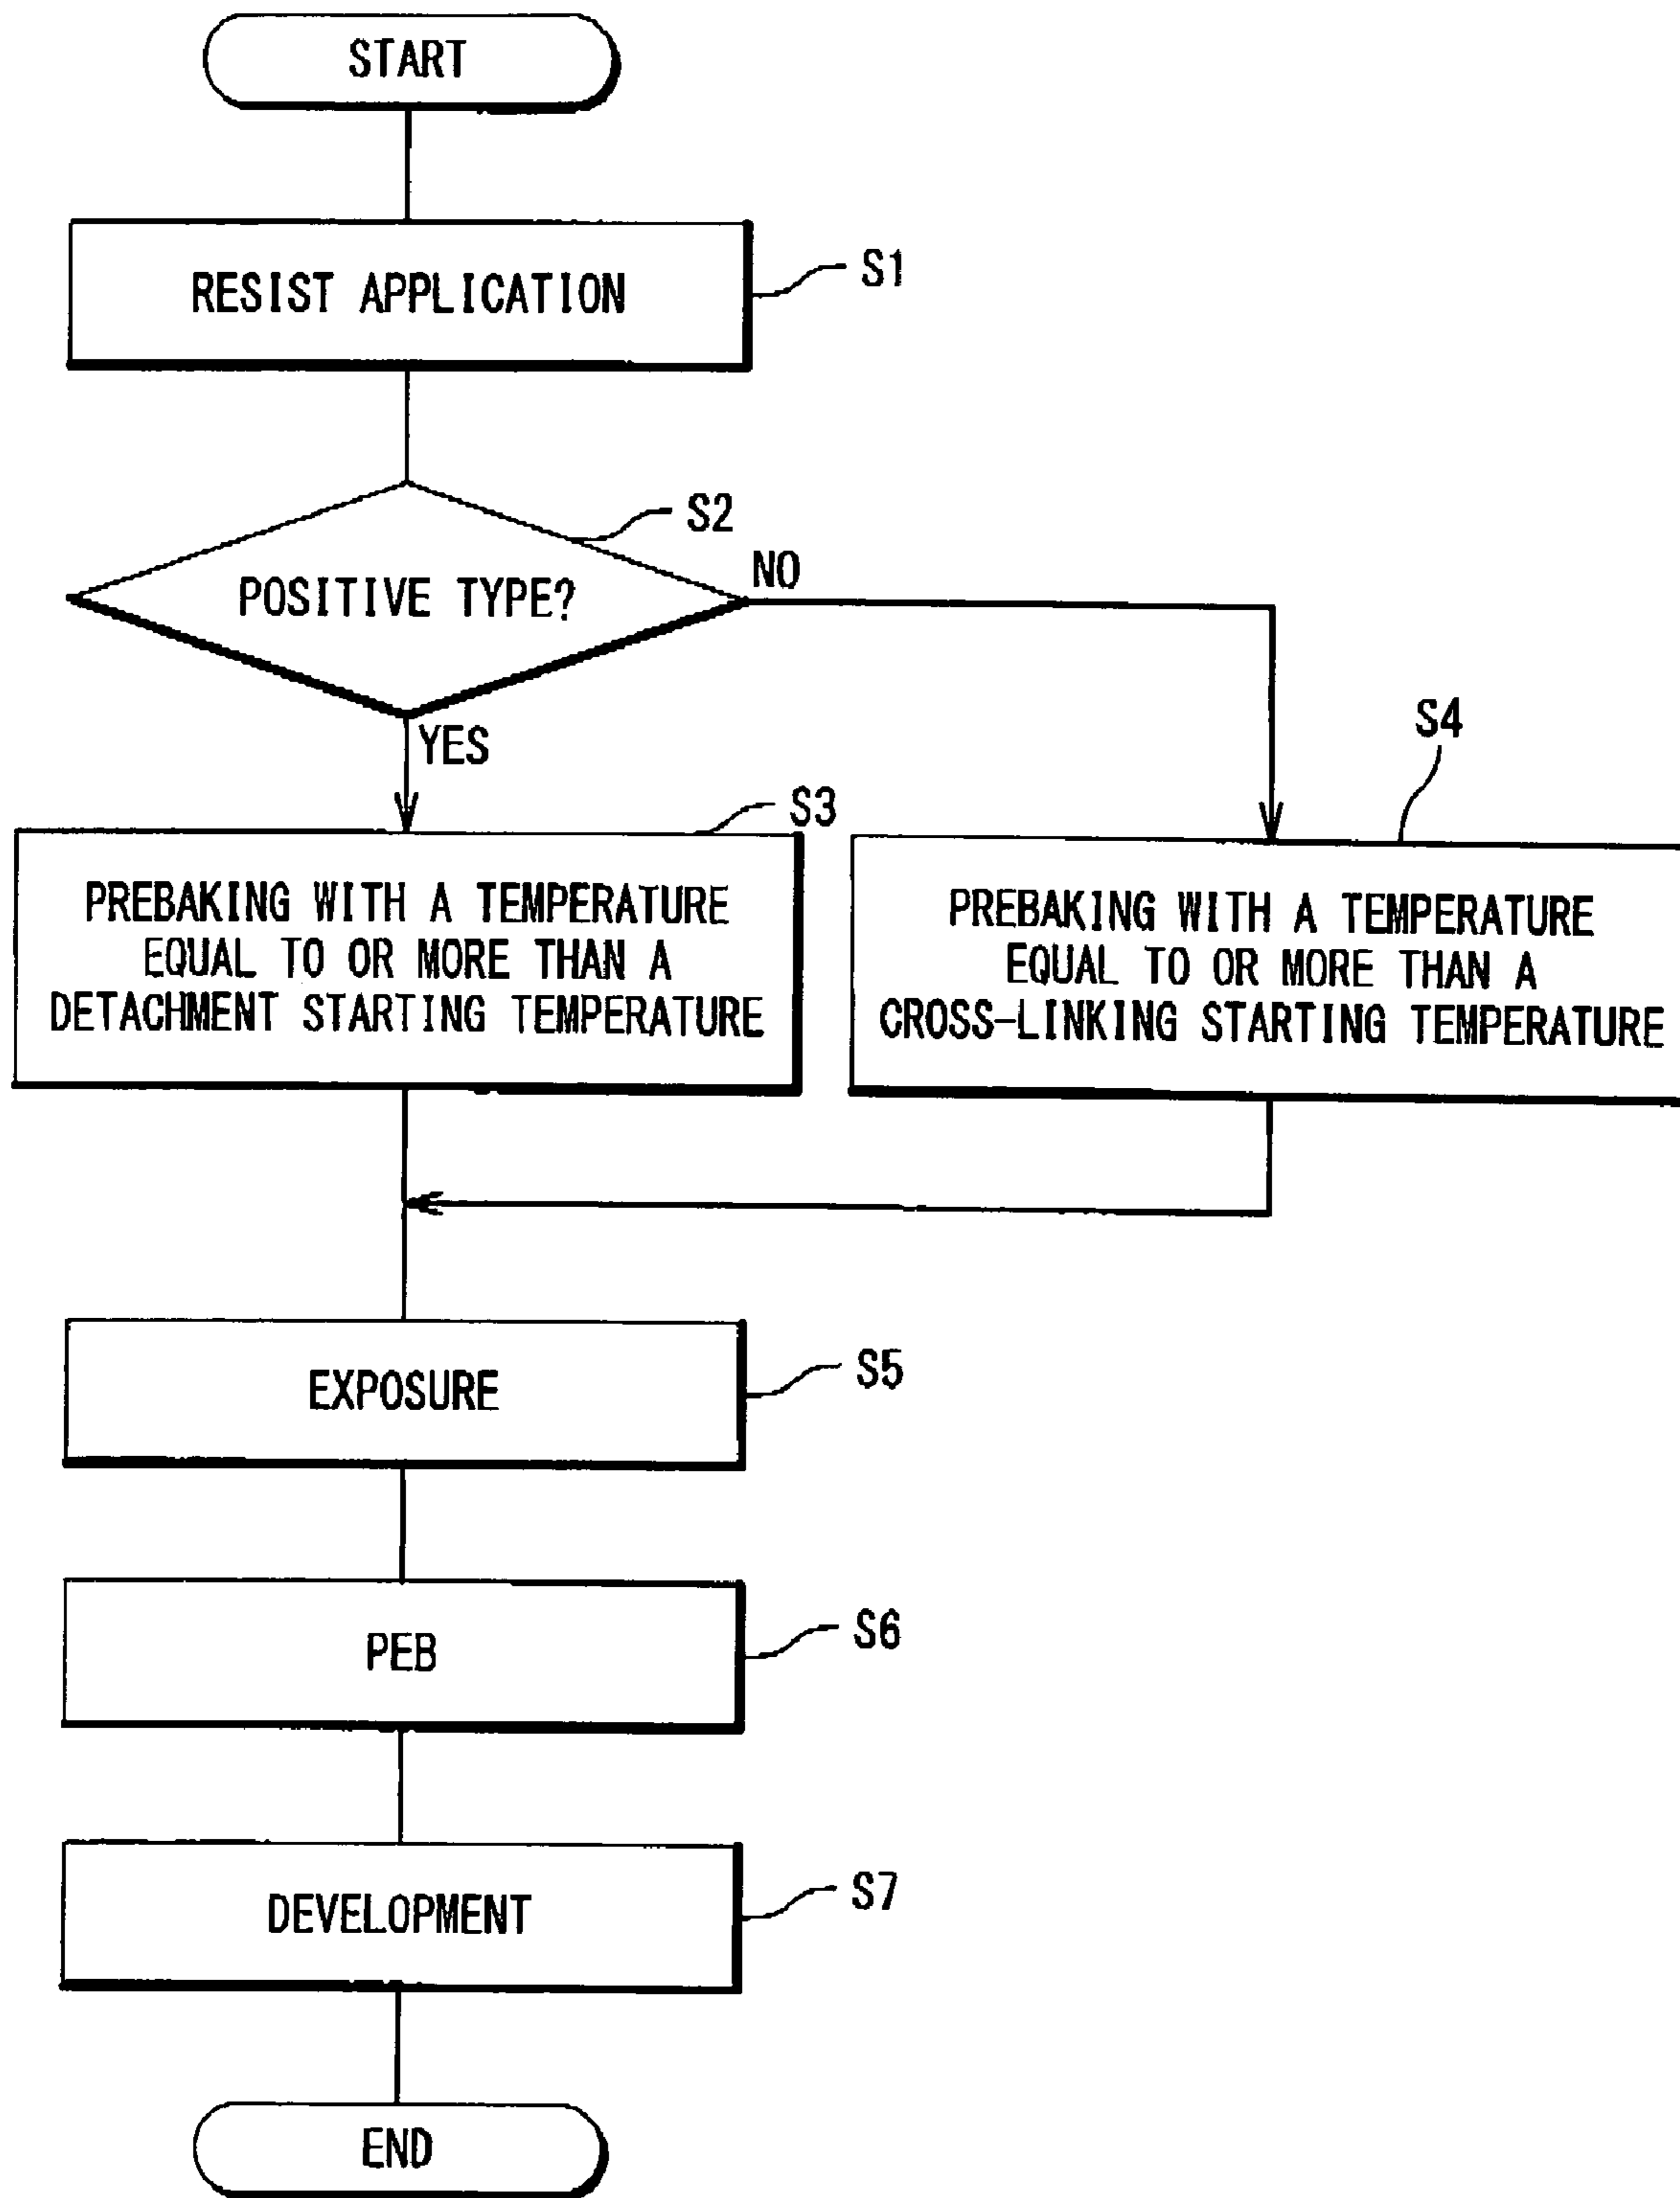 START
RESIST APPLICATION
S1
S2
POSITIVE TYPE?
NO
YES
S3
S4
PREBAKING WITH A TEMPERATURE
EQUAL TO OR MORE THAN A
DETACHMENT STARTING TEMPERATURE
PREBAKING WITH A TEMPERATURE
EQUAL TO OR MORE THAN A
CROSS-LINKING STARTING TEMPERATURE
EXPOSURE
S5
PEB
S6
DEVELOPMENT
S7
END